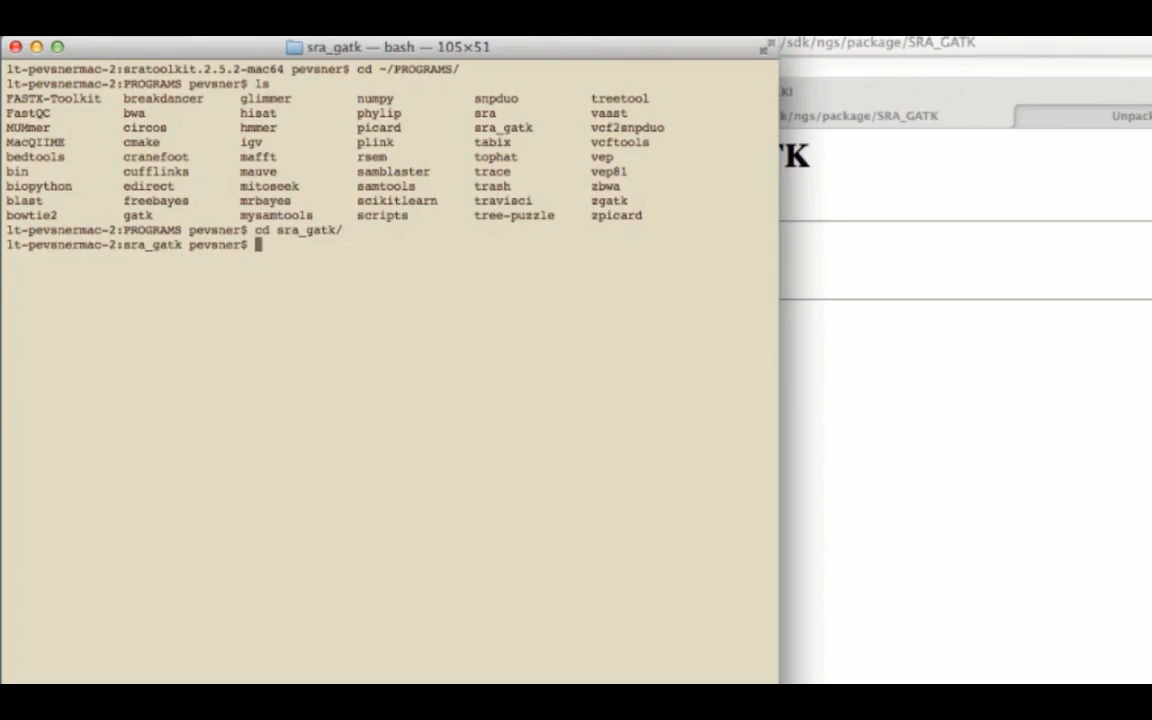 sra_gatk — bash — 105×51
/sdk/ngs/package/SRA_GATK
lt-pevsnermac-2:sratoolkit.2.5.2-mac64 pevsner$ cd ~/PROGRAMS/
lt-pevsnermac-2:PROGRAMS pevsner$ ls
FASTX-Toolkit breakdancer glimmer numpy snpduo treetool
FastQC bwa hisat phylip sra vaast
MUMmer circos hmmer picard sra_gatk vcf2snpduo
MacQIIME cmake igv plink tabix vcftools
bedtools cranefoot mafft rsem tophat vep
bin cufflinks mauve samblaster trace vep81
biopython edirect mitoseek samtools trash zbwa
blast freebayes mrbayes scikitlearn travisci zgatk
bowtie2 gatk mysamtools scripts tree-puzzle zpicard
lt-pevsnermac-2:PROGRAMS pevsner$ cd sra_gatk/
lt-pevsnermac-2:sra_gatk pevsner$
KI
k/ngs/package/SRA_GATK
Unpack
TK